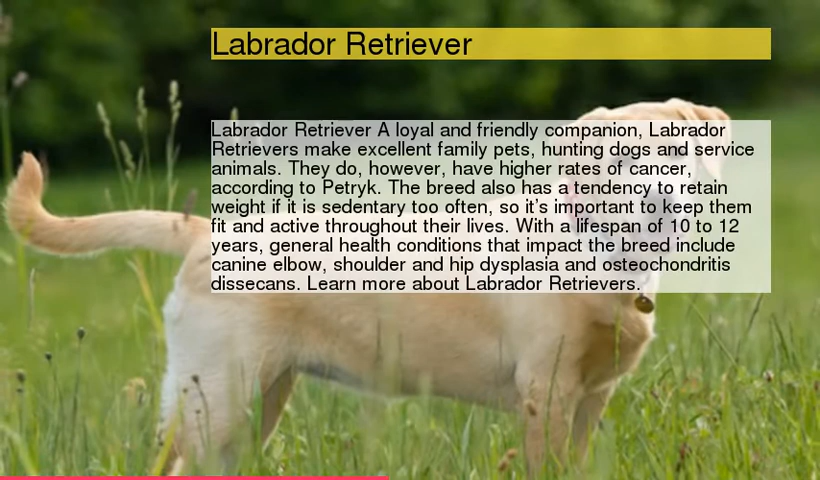 Labrador Retriever
Labrador Retriever A loyal and friendly companion, Labrador
Retrievers make excellent family pets, hunting dogs and service
animals. They do, however, have higher rates of cancer,
according to Petryk. The breed also has a tendency to retain
weight if it is sedentary too often, so it’s important to keep them
fit and active throughout their lives. With a lifespan of 10 to 12
years, general health conditions that impact the breed include
canine elbow, shoulder and hip dysplasia and osteochondritis
dissecans. Learn more about Labrador Retrievers.